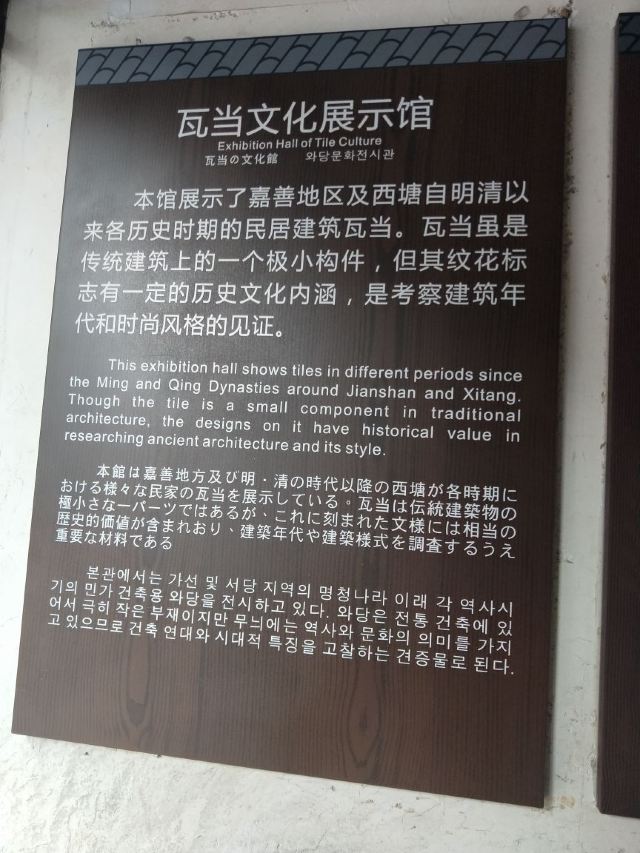 瓦当文化展示馆
Exhibition Hall of Tile Culture
瓦当の文化館 와당문화전시관
本馆展示了嘉善地区及西塘自明清以
来各历史时期的民居建筑瓦当。瓦当虽是
传统建筑上的一个极小构件，但其纹花标
志有一定的历史文化内涵，是考察建筑年
代和时尚风格的见证。
This exhibition hall shows tiles in different periods since
the Ming and Qing Dynasties around Jianshan and Xitang.
Though the tile is a small component in traditional
architecture, the designs on it have historical value in
researching ancient architecture and its style.
本館は嘉善地方及び明・清の時代以降の西塘が各時期に
おける様々な民家の瓦当を展示している。瓦当は伝統建築物の
極小さな一パーツではあるが、これに刻まれた文様には相当の
歴史的価値が含まれおり、建築年代や建築様式を調査するうえ
重要な材料である
본관에서는 가선 및 서당 지역의 명청나라 이래 각 역사시
기의 민가 건축용 와당을 전시하고 있다. 와당은 전통 건축에 있
어서 극히 작은 부재이지만 무늬에는 역사와 문화의 의미를 가지
고 있으므로 건축 연대와 시대적 특징을 고찰하는 견증물로 된다.